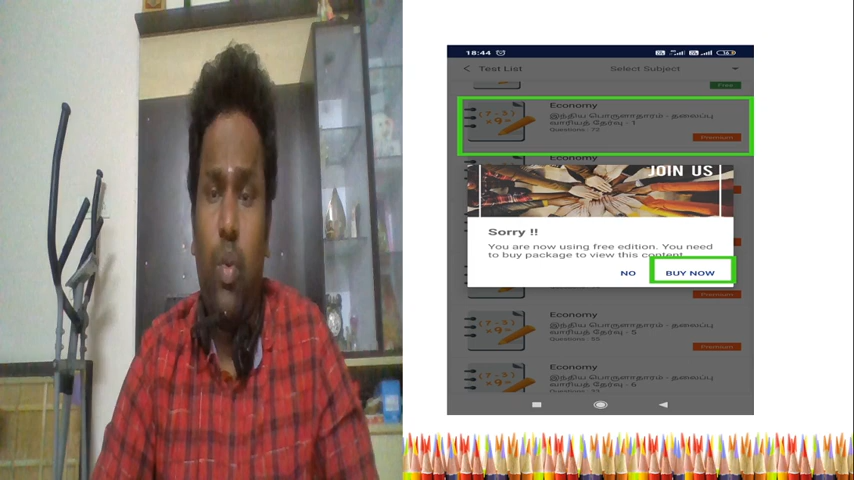 18:44
Test List
Select Subject
Free
Economy
இந்திய பொருளாதாரம் - தலைப்பு
வாரியத் தேர்வு - 1
Questions : 72
Premium
Economy
JOIN US
Sorry !!
You are now using free edition. You need
to buy package to view this content
NO
BUY NOW
Economy
இந்திய பொருளாதாரம் - தலைப்பு
வாரியத் தேர்வு - 5
Questions : 55
Premium
Economy
இந்திய பொருளாதாரம் - தலைப்பு
வாரியத் தேர்வு - 6